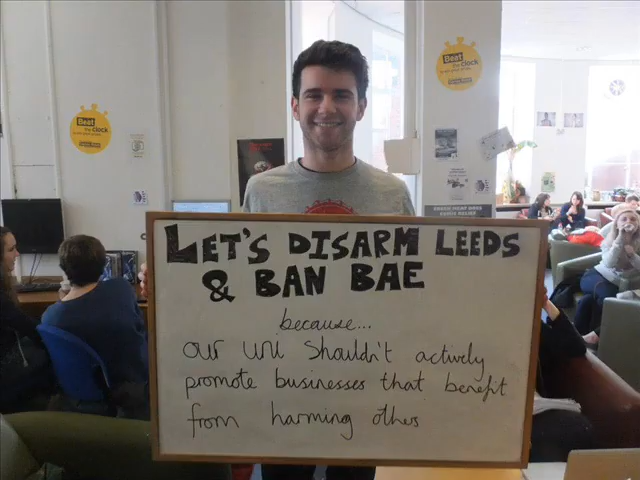 Beat
the clock
Beat
the clock
LET'S DISARM LEEDS
& BAN BAE
because...
our uni shouldn't actively
promote businesses that benefit
from harming others